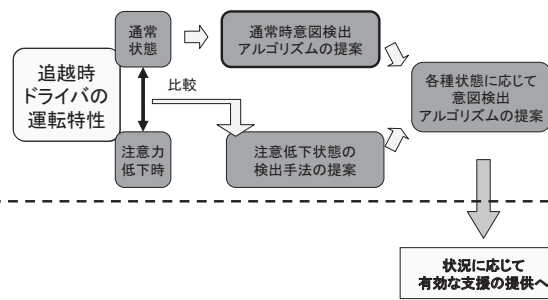 追越時
ドライバの
運転特性
通常
状態
注意力
低下時
比較
通常時意図検出
アルゴリズムの提案
注意低下状態の
検出手法の提案
各種状態に応じて
意図検出
アルゴリズムの提案
状況に応じて
有効な支援の提供へ